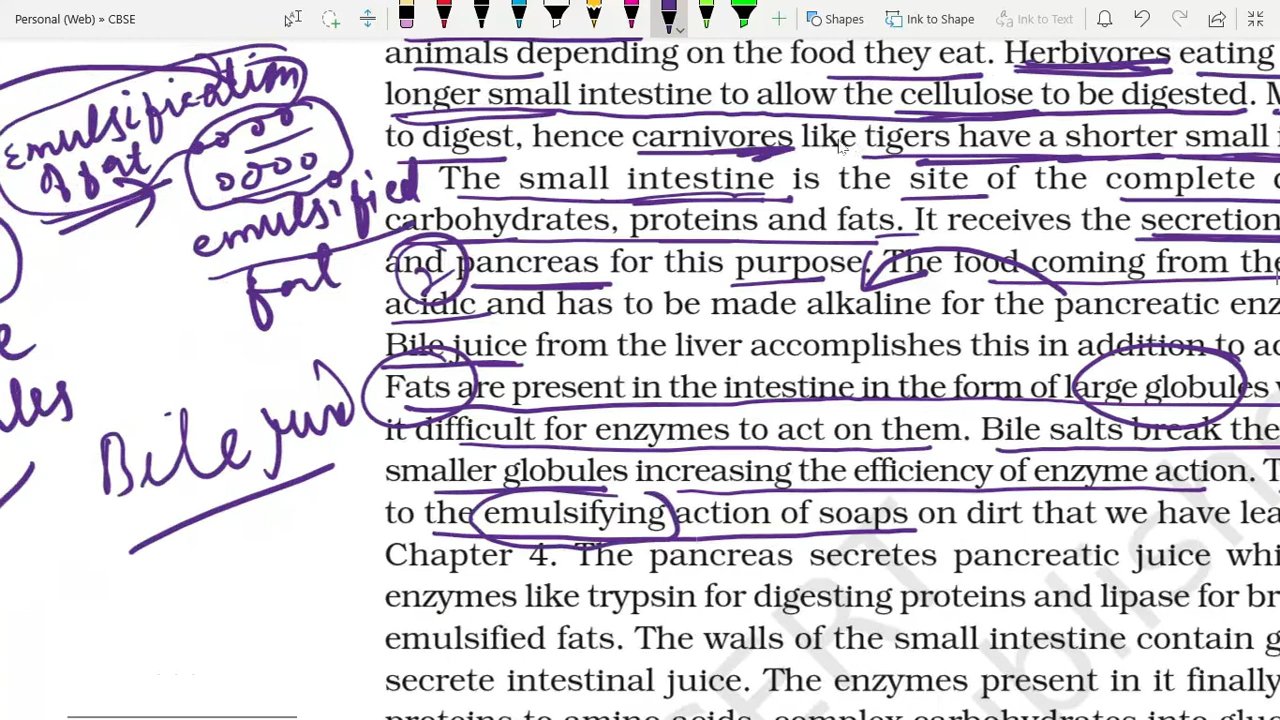 Personal (Web) » CBSE
Shapes
Ink to Shape
Ink to Text
emulsification
of fat
emulsified
fat
2
Bile
animals depending on the food they eat. Herbivores eating
longer small intestine to allow the cellulose to be digested.
to digest, hence carnivores like tigers have a shorter small
The small intestine is the site of the complete
carbohydrates, proteins and fats. It receives the secretion
and pancreas for this purpose. The food coming from the
acidic and has to be made alkaline for the pancreatic enz
Bile juice from the liver accomplishes this in addition to ac
Fats are present in the intestine in the form of large globules
it difficult for enzymes to act on them. Bile salts break the
smaller globules increasing the efficiency of enzyme action. T
to the emulsifying action of soaps on dirt that we have lea
Chapter 4. The pancreas secretes pancreatic juice whi
enzymes like trypsin for digesting proteins and lipase for br
emulsified fats. The walls of the small intestine contain g
secrete intestinal juice. The enzymes present in it finally
proteins to amino acids, complex carbohydrates into glu